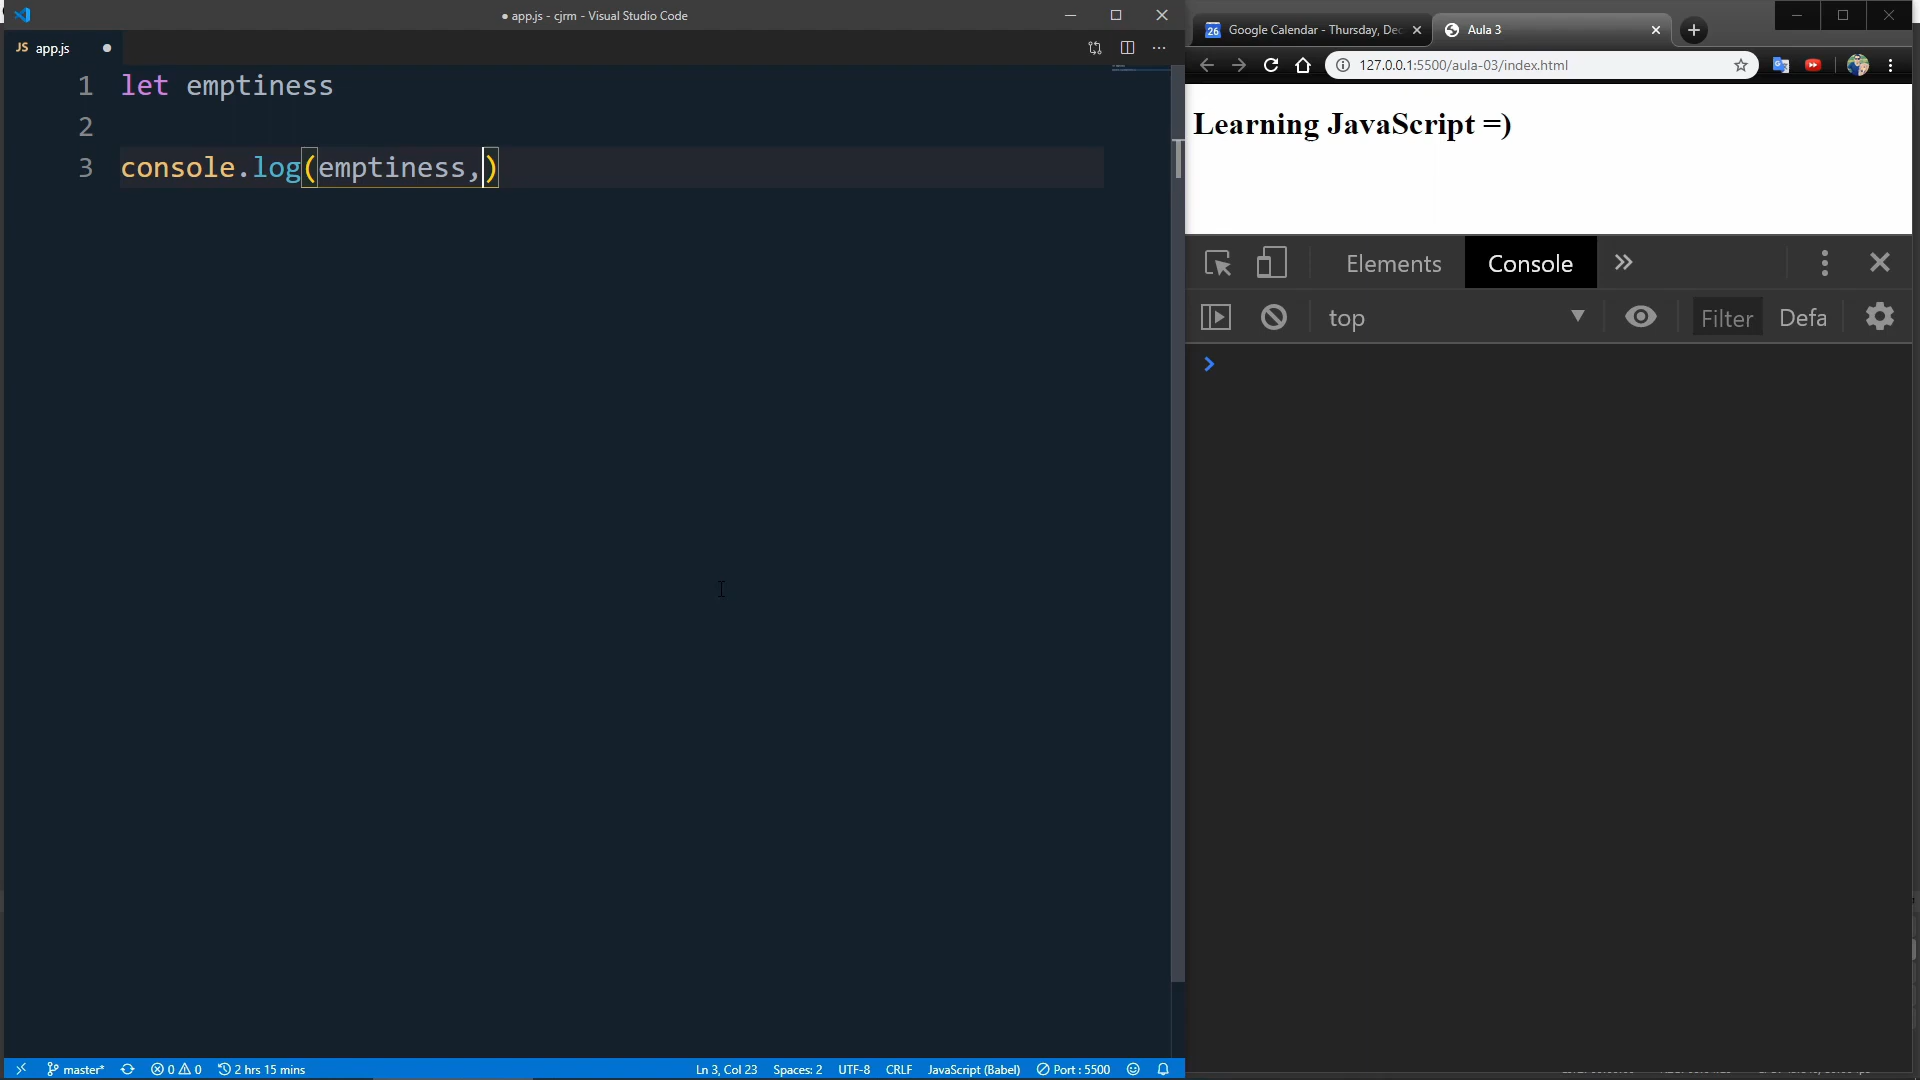 ● app.js - cjrm - Visual Studio Code
JS app.js ●
1 let emptiness
2
3 console.log(emptiness,)
master* 0 0 2 hrs 15 mins Ln 3, Col 23 Spaces: 2 UTF-8 CRLF JavaScript (Babel) Port : 5500
26 Google Calendar - Thursday, Dec Aula 3
127.0.0.1:5500/aula-03/index.html
Learning JavaScript =)
Elements Console
top Filter Defa